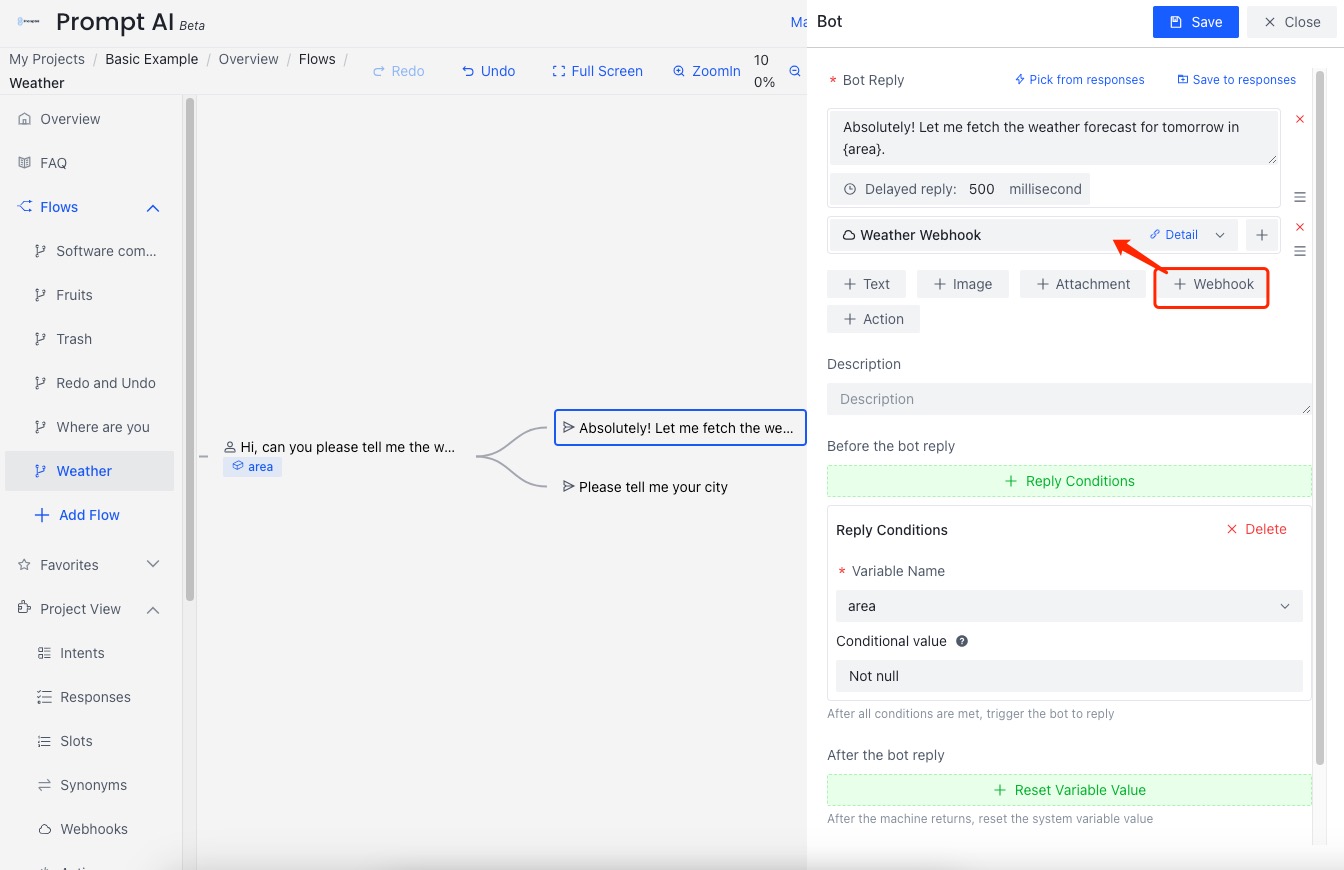 Prompt AI Beta
Ma
My Projects / Basic Example / Overview / Flows /
Weather
Redo
Undo
Full Screen
ZoomIn
10
0%
Overview
FAQ
Flows
Software com...
Fruits
Trash
Redo and Undo
Where are you
Weather
Add Flow
Favorites
Project View
Intents
Responses
Slots
Synonyms
Webhooks
Hi, can you please tell me the w...
area
Absolutely! Let me fetch the we...
Please tell me your city
Bot
Save
Close
* Bot Reply
Pick from responses
Save to responses
Absolutely! Let me fetch the weather forecast for tomorrow in
{area}.
Delayed reply: 500 millisecond
Weather Webhook
Detail
+ Text
+ Image
+ Attachment
+ Webhook
+ Action
Description
Description
Before the bot reply
+ Reply Conditions
Reply Conditions
Delete
* Variable Name
area
Conditional value
Not null
After all conditions are met, trigger the bot to reply
After the bot reply
+ Reset Variable Value
After the machine returns, reset the system variable value